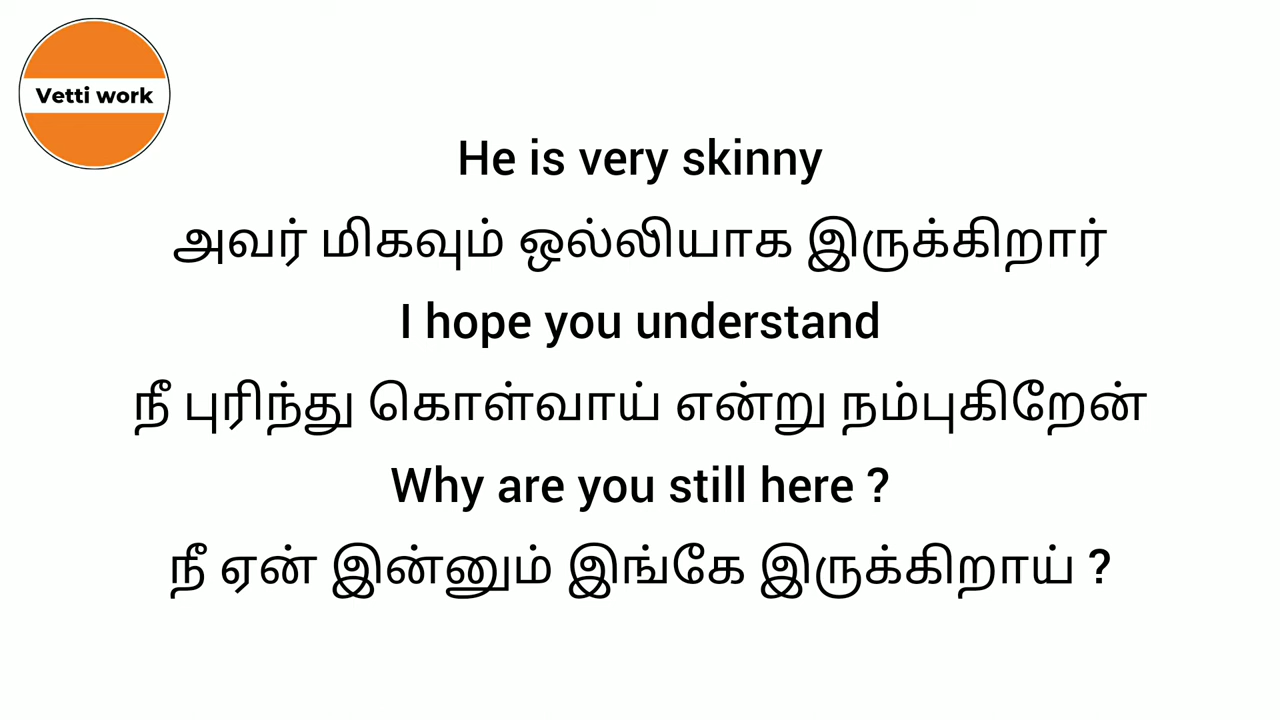 Vetti work
He is very skinny
அவர் மிகவும் ஒல்லியாக இருக்கிறார்
I hope you understand
நீ புரிந்து கொள்வாய் என்று நம்புகிறேன்
Why are you still here ?
நீ ஏன் இன்னும் இங்கே இருக்கிறாய் ?